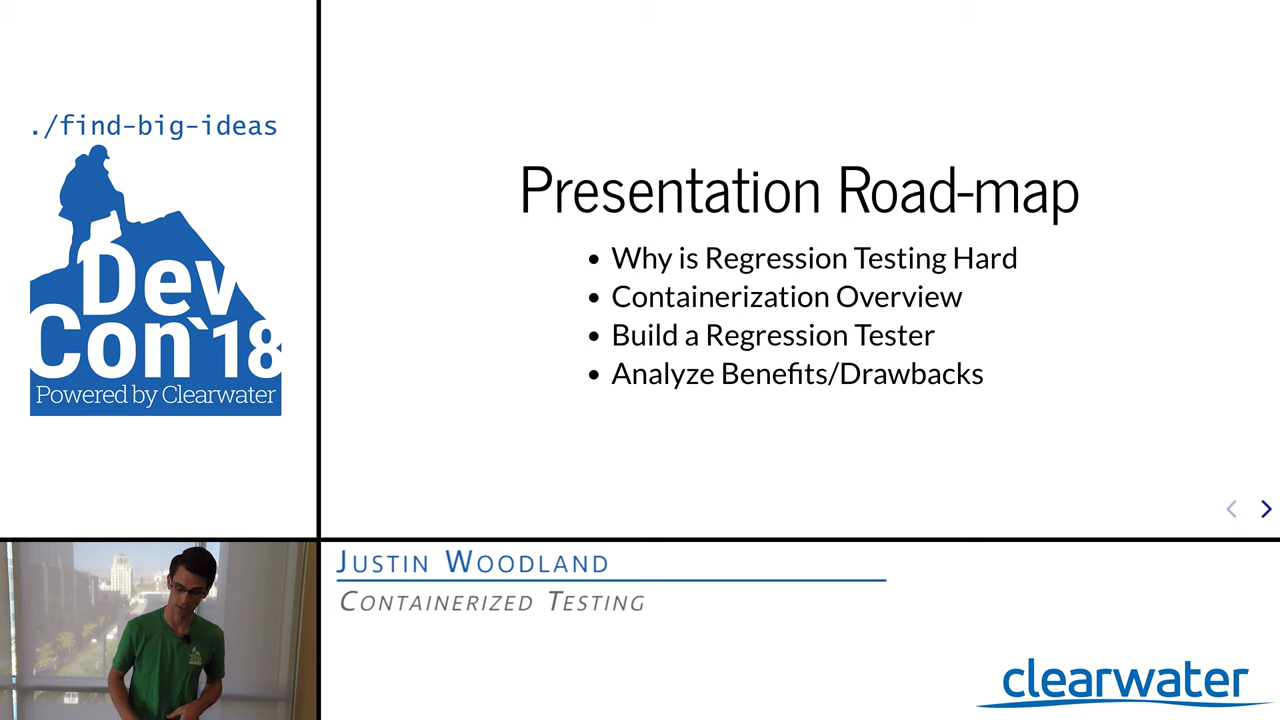 ./find-big-ideas
Dev
Con`18
Powered by Clearwater
Presentation Road-map
• Why is Regression Testing Hard
• Containerization Overview
• Build a Regression Tester
• Analyze Benefits/Drawbacks
Justin Woodland
Containerized Testing
clearwater